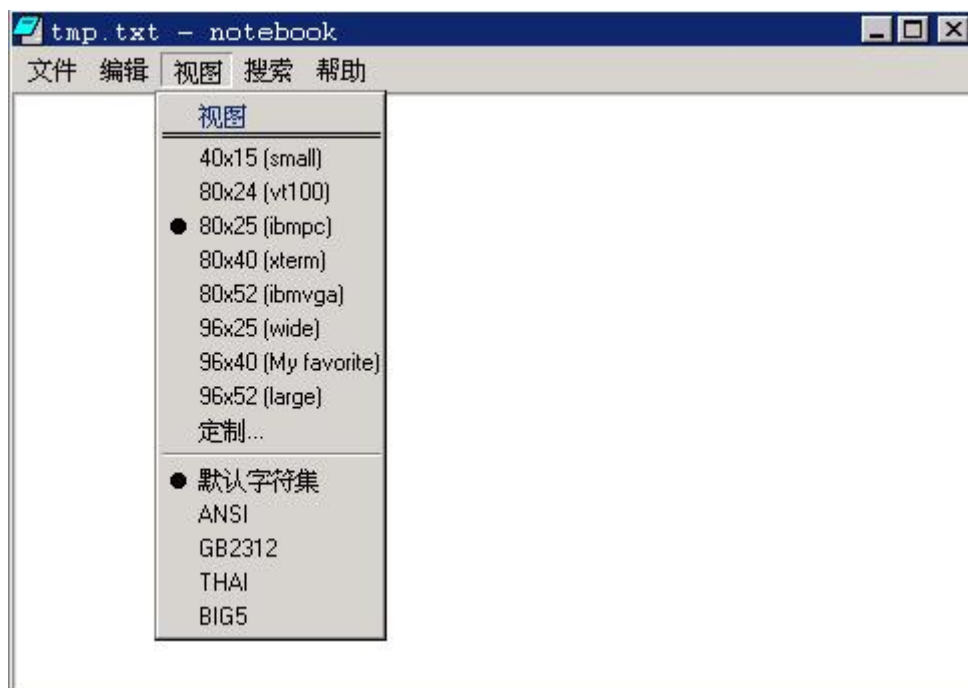 tmp.txt - notebook
文件 编辑 视图 搜索 帮助
视图
40x15 (small)
80x24 (vt100)
80x25 (ibmpc)
80x40 (xterm)
80x52 (ibmvga)
96x25 (wide)
96x40 (My favorite)
96x52 (large)
定制...
默认字符集
ANSI
GB2312
THAI
BIG5